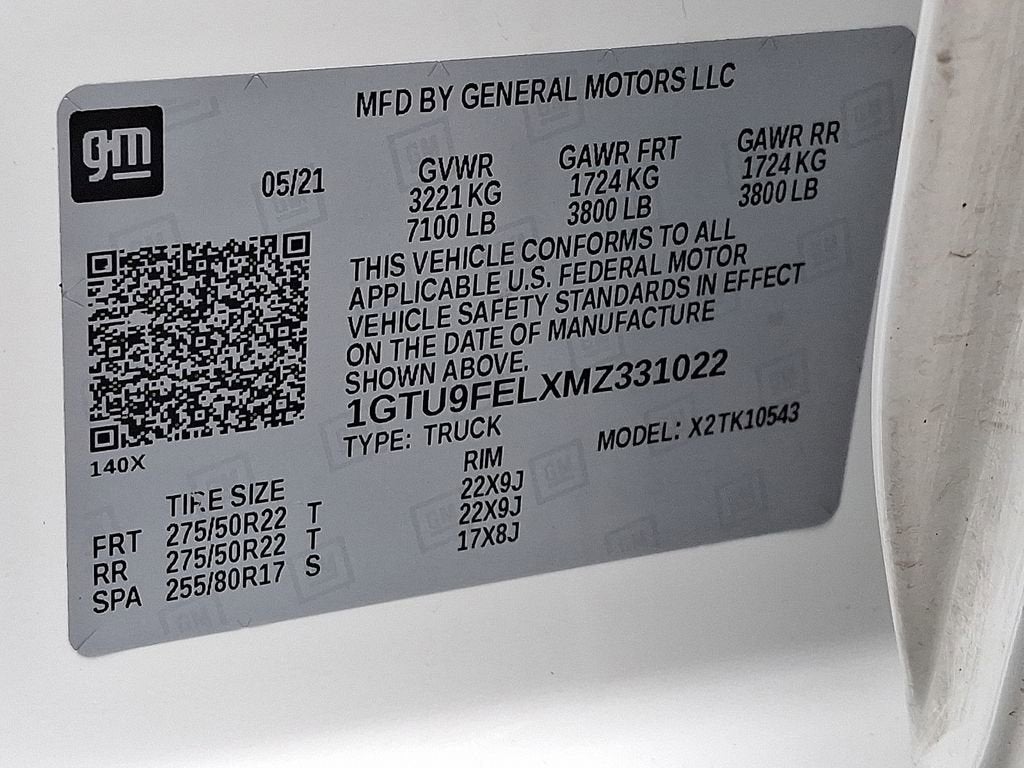 gm
MFD BY GENERAL MOTORS LLC
05/21
GVWR GAWR FRT GAWR RR
3221 KG 1724 KG 1724 KG
7100 LB 3800 LB 3800 LB
THIS VEHICLE CONFORMS TO ALL
APPLICABLE U.S. FEDERAL MOTOR
VEHICLE SAFETY STANDARDS IN EFFECT
ON THE DATE OF MANUFACTURE
SHOWN ABOVE.
1GTU9FELXMZ331022
TYPE: TRUCK MODEL: X2TK10543
140X
TIRE SIZE RIM
FRT 275/50R22 T 22X9J
RR 275/50R22 T 22X9J
SPA 255/80R17 S 17X8J